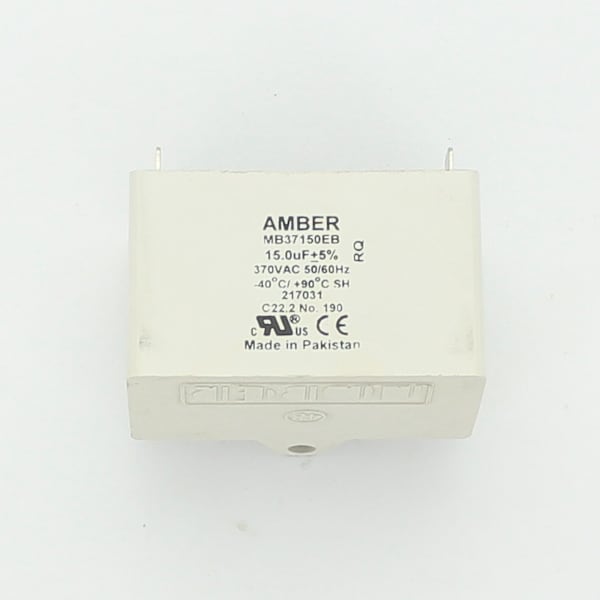 AMBER
MB37150EB
15.0uF±5%
RQ
370VAC 50/60Hz
-40°C/ +90°C SH
217031
C22.2 No. 190
c RU® US CE
Made in Pakistan